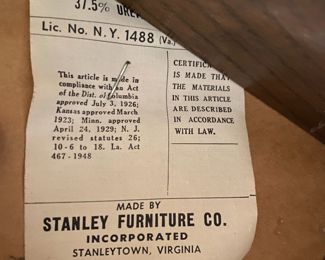 37.5%
Lic. No. N.Y. 1488 (Va.)
This article is made in
compliance with an Act
of the Dist. of Columbia
approved July 3, 1926;
Kansas approved March
1923; Minn. approved
April 24, 1929; N. J.
revised statutes 26;
10-6 to 18. La. Act
467-1948
CERTIFIC
IS MADE THAT
THE MATERIALS
IN THIS ARTICLE
ARE DESCRIBED
IN ACCORDANCE
WITH LAW.
MADE BY
STANLEY FURNITURE CO.
INCORPORATED
STANLEYTOWN, VIRGINIA